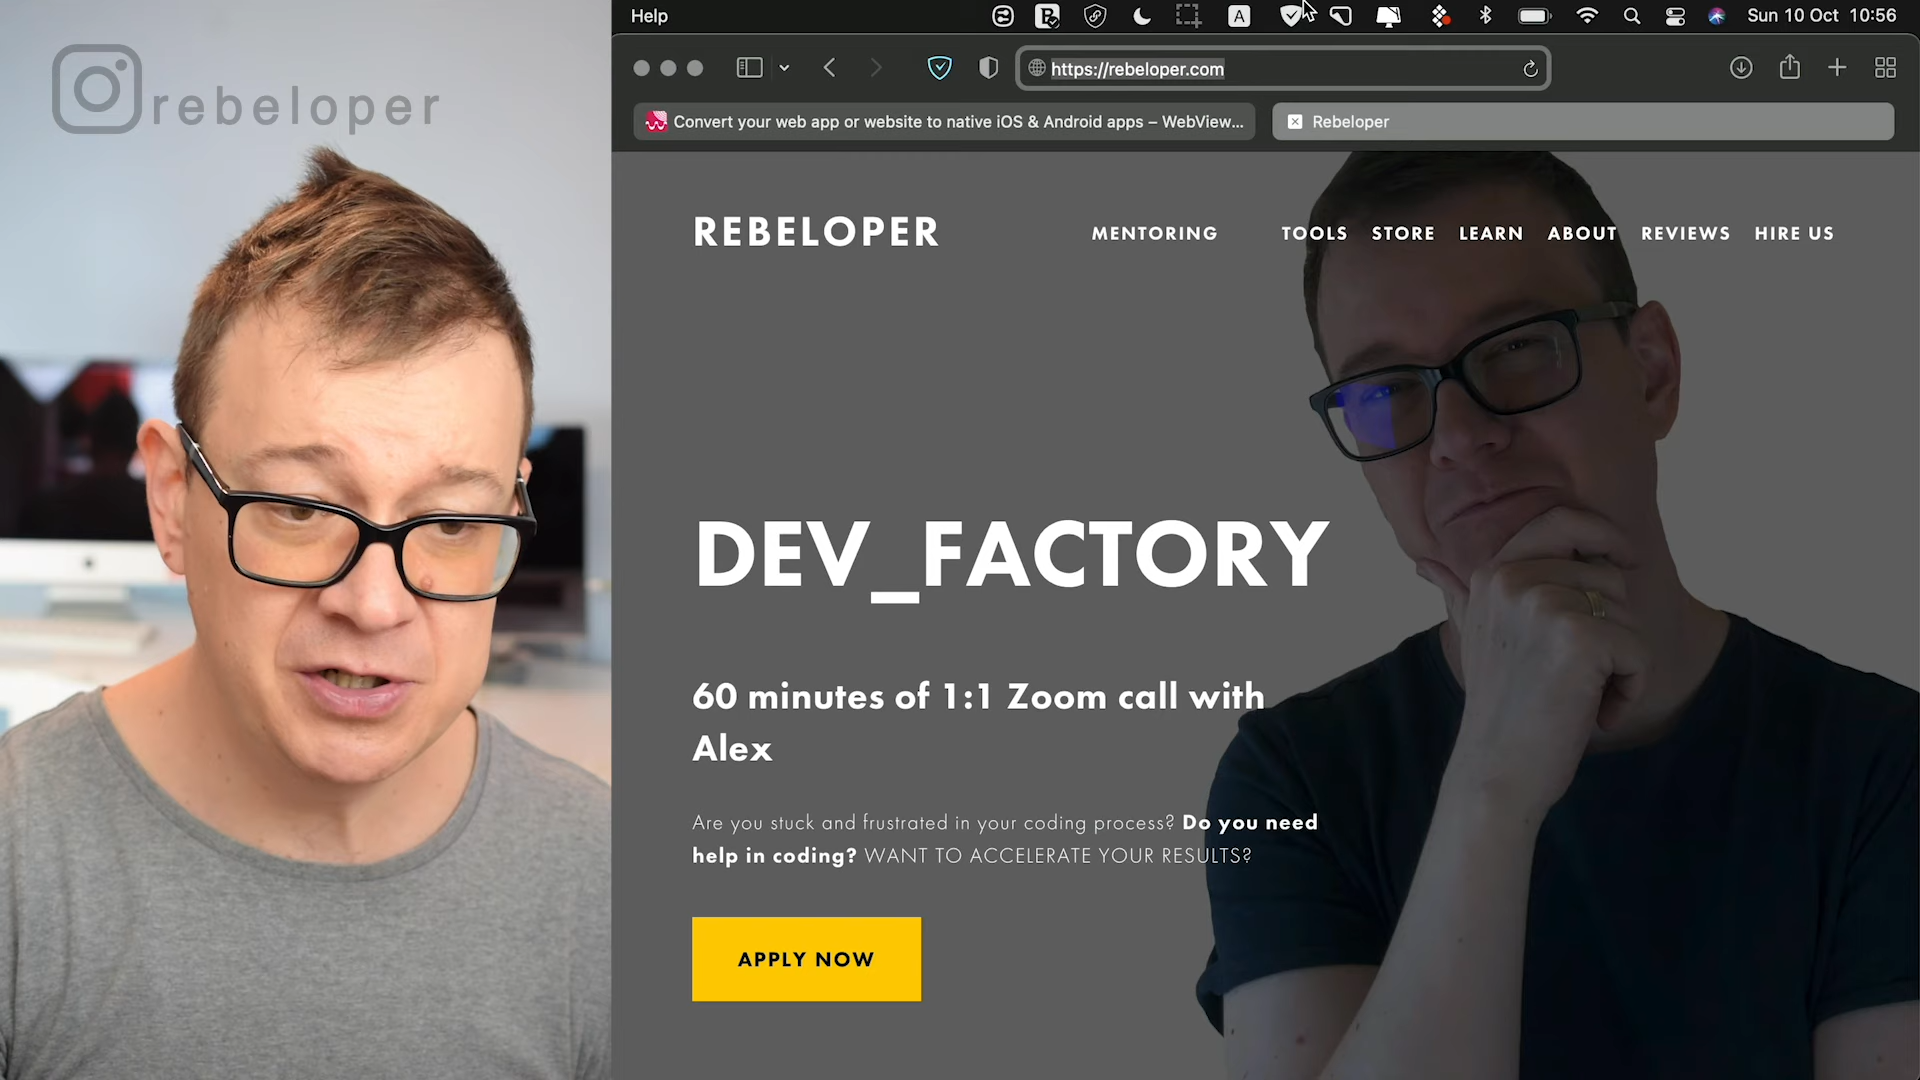 rebeloper
Help
A
Sun 10 Oct 10:56
https://rebeloper.com
Convert your web app or website to native iOS & Android apps – WebView...
Rebeloper
REBELOPER
MENTORING TOOLS STORE LEARN ABOUT REVIEWS HIRE US
DEV_FACTORY
60 minutes of 1:1 Zoom call with
Alex
Are you stuck and frustrated in your coding process? Do you need
help in coding? WANT TO ACCELERATE YOUR RESULTS?
APPLY NOW